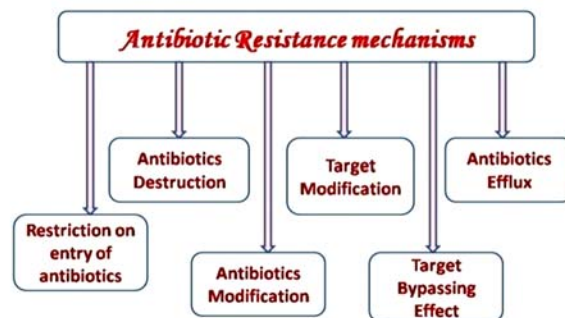 Antibiotic Resistance mechanisms
Antibiotics
Destruction
Target
Modification
Antibiotics
Efflux
Restriction on
entry of
antibiotics
Antibiotics
Modification
Target
Bypassing
Effect